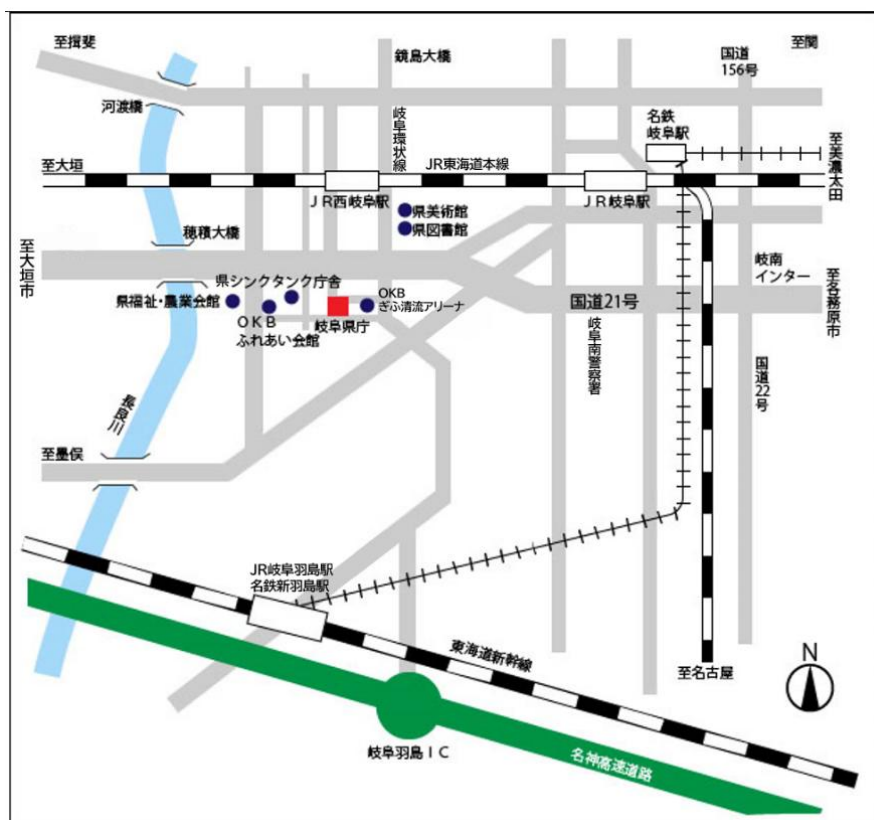 至揖斐
鏡島大橋
国道
156号
至関
河渡橋
岐阜環状線
名鉄
岐阜駅
至大垣
JR東海道本線
至美濃太田
JR西岐阜駅
JR岐阜駅
県美術館
県図書館
穂積大橋
至大垣市
岐南
インター
県シンクタンク庁舎
県福祉・農業会館
OKB
ふれあい会館
岐阜県庁
OKB
ぎふ清流アリーナ
国道21号
至各務原市
岐阜南警察署
国道22号
長良川
至墨俣
JR岐阜羽島駅
名鉄新羽島駅
東海道新幹線
至名古屋
N
岐阜羽島IC
名神高速道路